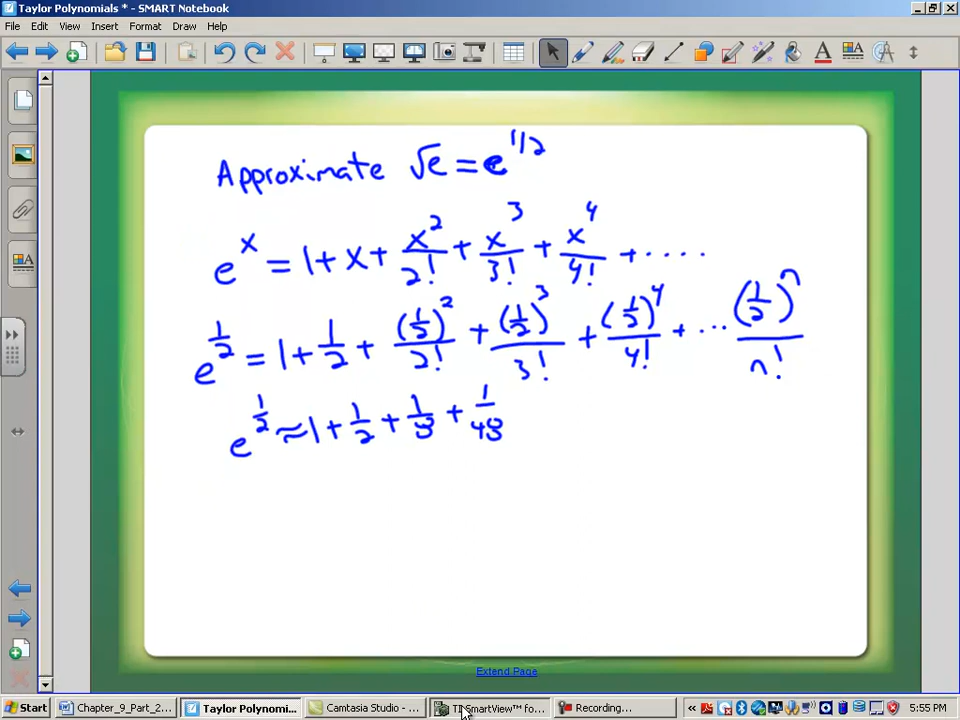 Taylor Polynomials * - SMART Notebook
File Edit View Insert Format Draw Help
Approximate √e = e^1/2
e^x = 1 + x + x^2/2! + x^3/3! + x^4/4! + ....
e^1/2 = 1 + 1/2 + (1/2)^2/2! + (1/2)^3/3! + (1/2)^4/4! + ... (1/2)^n/n!
e^1/2 ≈ 1 + 1/2 + 1/8 + 1/48
Extend Page
Start Chapter_9_Part_2... Taylor Polynomi... Camtasia Studio - ... TI SmartView™ fo... Recording... « 5:55 PM